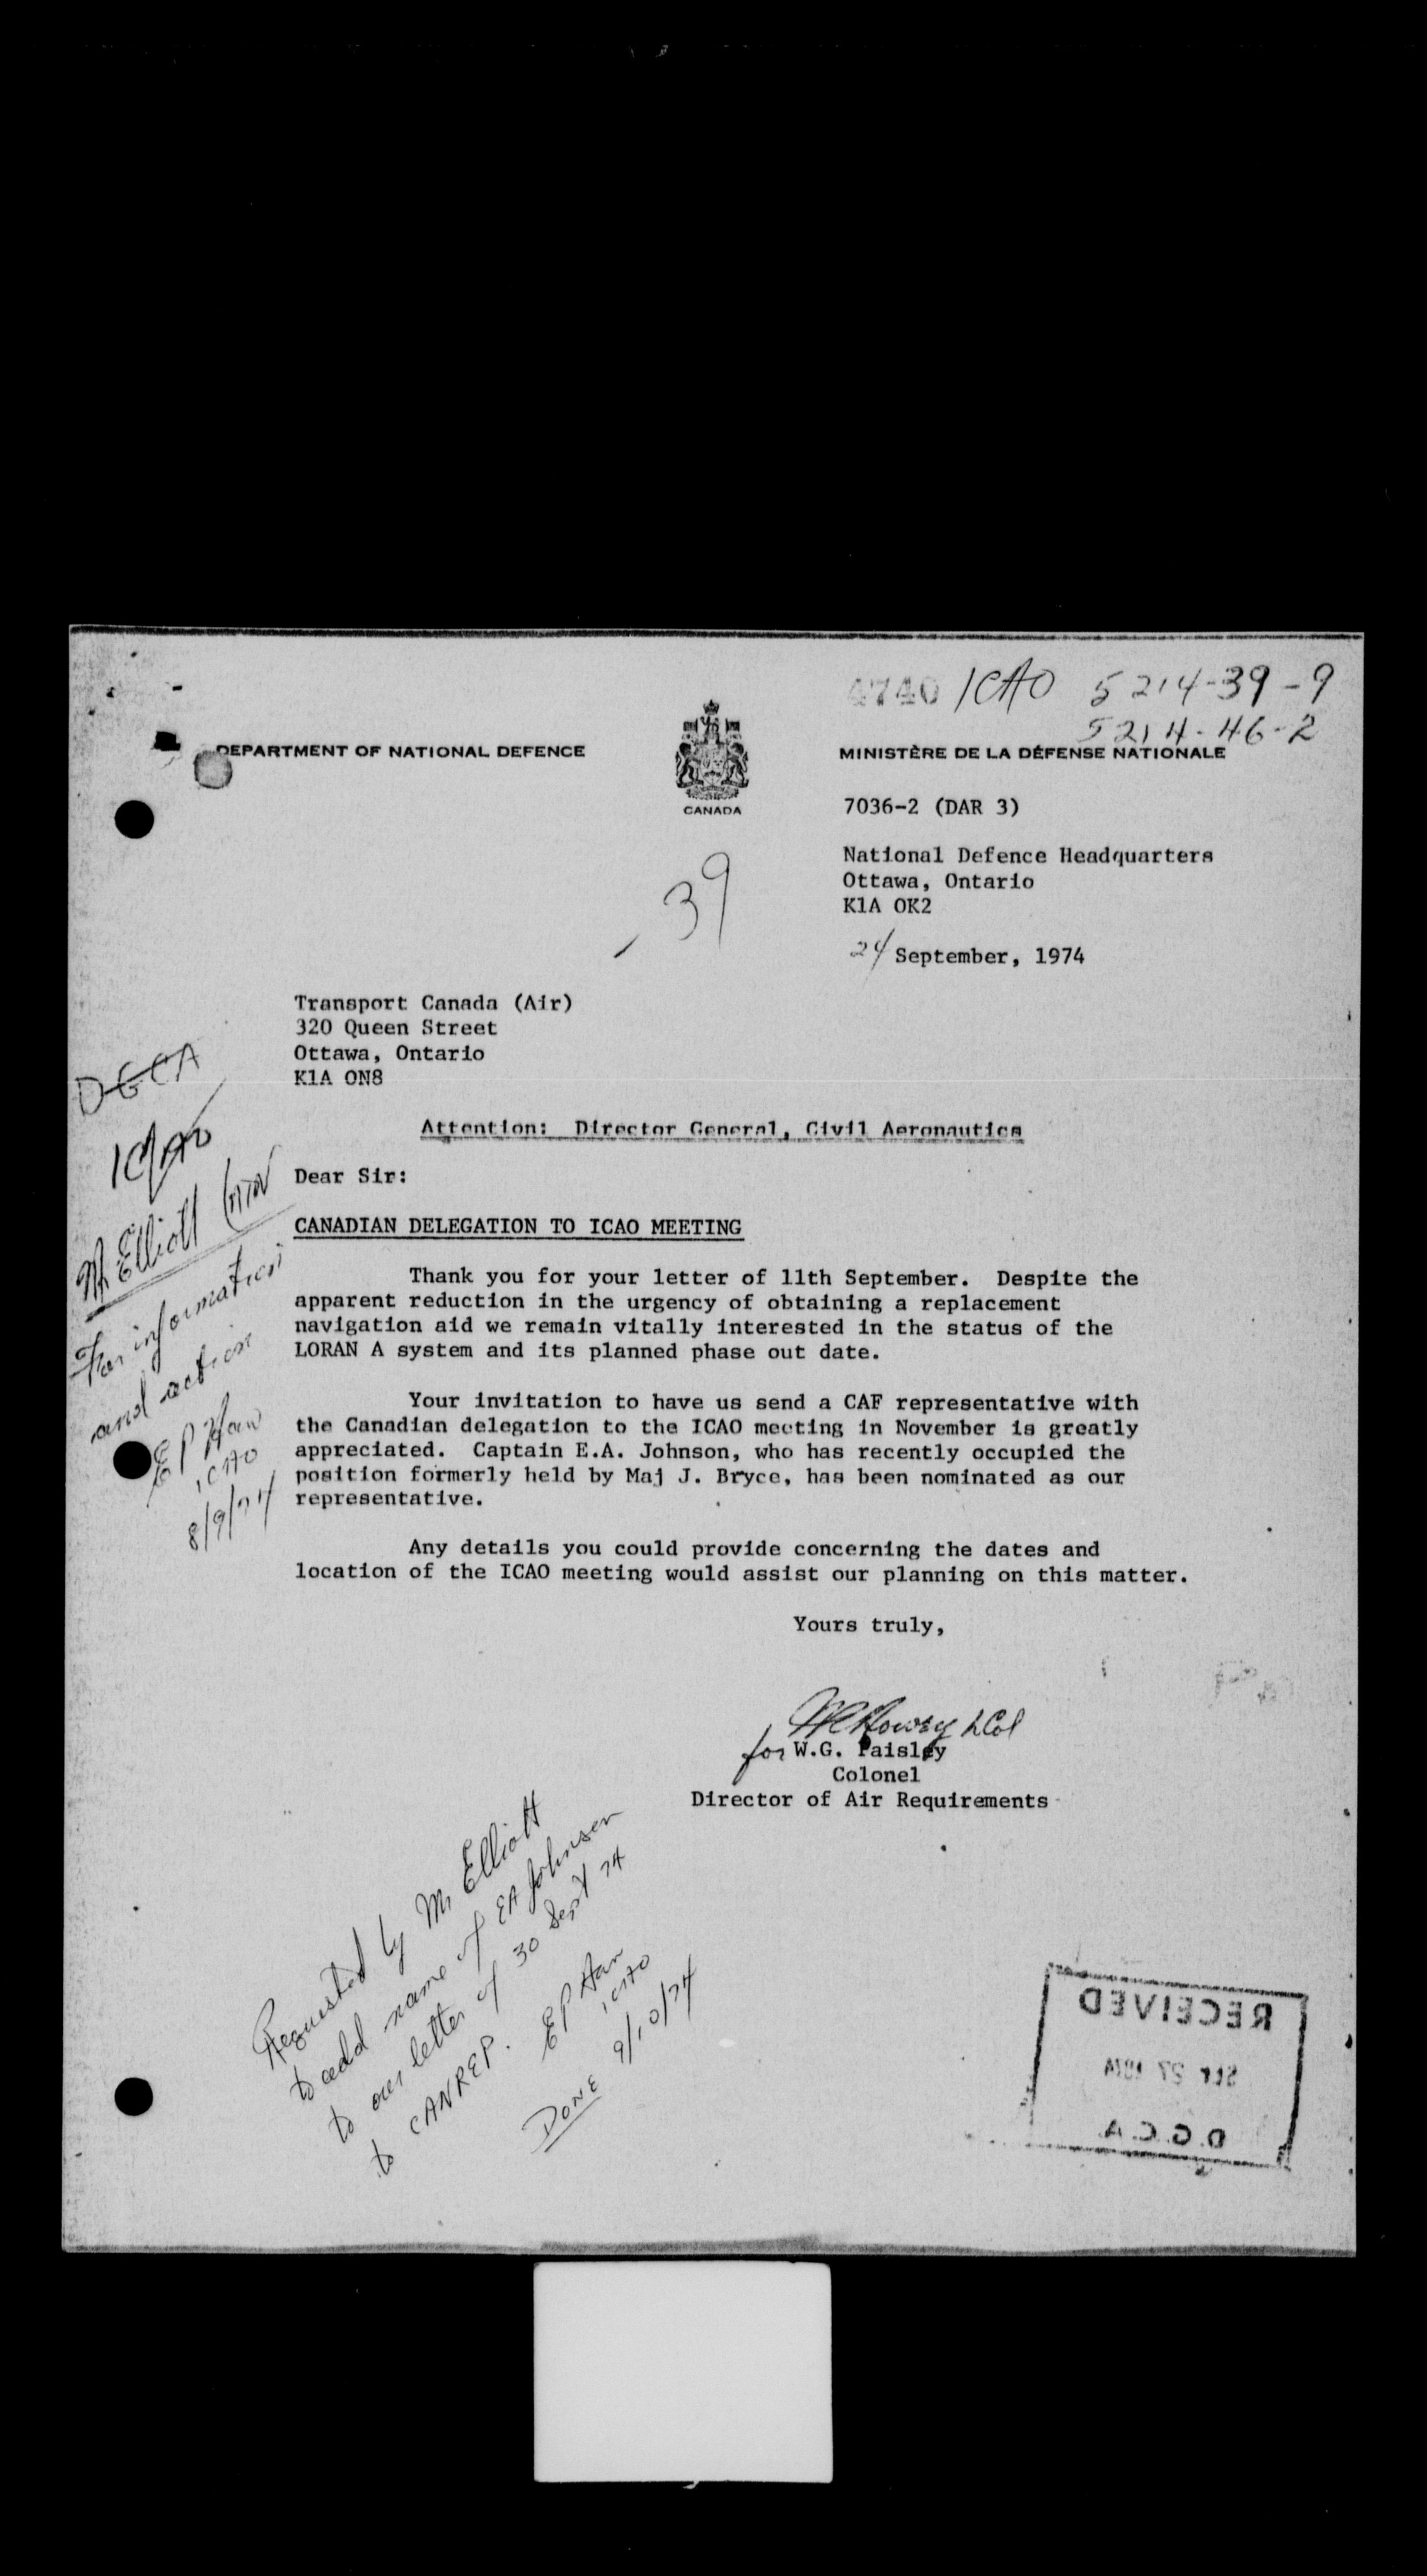 4740 ICAO 5214-39-9
5214-46-2
DEPARTMENT OF NATIONAL DEFENCE
CANADA
MINISTÈRE DE LA DÉFENSE NATIONALE
7036-2 (DAR 3)
National Defence Headquarters
Ottawa, Ontario
K1A OK2
39
24 September, 1974
Transport Canada (Air)
320 Queen Street
Ottawa, Ontario
K1A ON8
DGCA
ICAO
Attention: Director General, Civil Aeronautics
Dear Sir:
CANADIAN DELEGATION TO ICAO MEETING
Mr Elliott
For information
and action
ICAO
8/9/74
Thank you for your letter of 11th September. Despite the
apparent reduction in the urgency of obtaining a replacement
navigation aid we remain vitally interested in the status of the
LORAN A system and its planned phase out date.
Your invitation to have us send a CAF representative with
the Canadian delegation to the ICAO meeting in November is greatly
appreciated. Captain E.A. Johnson, who has recently occupied the
position formerly held by Maj J. Bryce, has been nominated as our
representative.
Any details you could provide concerning the dates and
location of the ICAO meeting would assist our planning on this matter.
Yours truly,
LCol
for W.G. Paisley
Colonel
Director of Air Requirements
Requested by Mr Elliott
to add name of EA Johnson
to our letter of 30 Sept 74
to CANREP.
ICAO
DONE 9/10/74
RECEIVED
SEP 27 1974
D.G.C.A.